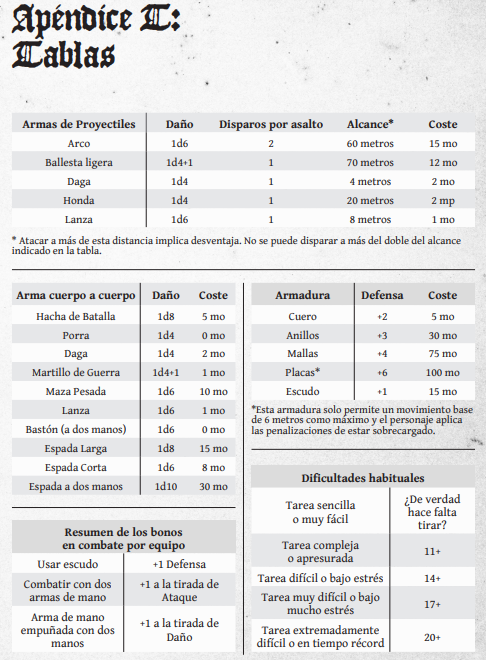 Apéndice T:
Tablas
Armas de Proyectiles Daño Disparos por asalto Alcance* Coste
Arco 1d6 2 60 metros 15 mo
Ballesta ligera 1d4+1 1 70 metros 12 mo
Daga 1d4 1 4 metros 2 mo
Honda 1d4 1 20 metros 2 mp
Lanza 1d6 1 8 metros 1 mo
* Atacar a más de esta distancia implica desventaja. No se puede disparar a más del doble del alcance
indicado en la tabla.
Arma cuerpo a cuerpo Daño Coste
Hacha de Batalla 1d8 5 mo
Porra 1d4 0 mo
Daga 1d4 2 mo
Martillo de Guerra 1d4+1 1 mo
Maza Pesada 1d6 10 mo
Lanza 1d6 1 mo
Bastón (a dos manos) 1d6 0 mo
Espada Larga 1d8 15 mo
Espada Corta 1d6 8 mo
Espada a dos manos 1d10 30 mo
Resumen de los bonos
en combate por equipo
Usar escudo +1 Defensa
Combatir con dos
armas de mano
+1 a la tirada de
Ataque
Arma de mano
empuñada con dos
manos
+1 a la tirada de
Daño
Armadura Defensa Coste
Cuero +2 5 mo
Anillos +3 30 mo
Mallas +4 75 mo
Placas* +6 100 mo
Escudo +1 15 mo
*Esta armadura solo permite un movimiento base
de 6 metros como máximo y el personaje aplica
las penalizaciones de estar sobrecargado.
Dificultades habituales
Tarea sencilla
o muy fácil
¿De verdad
hace falta
tirar?
Tarea compleja
o apresurada
11+
Tarea difícil o bajo estrés 14+
Tarea muy difícil o bajo
mucho estrés
17+
Tarea extremadamente
difícil o en tiempo récord
20+